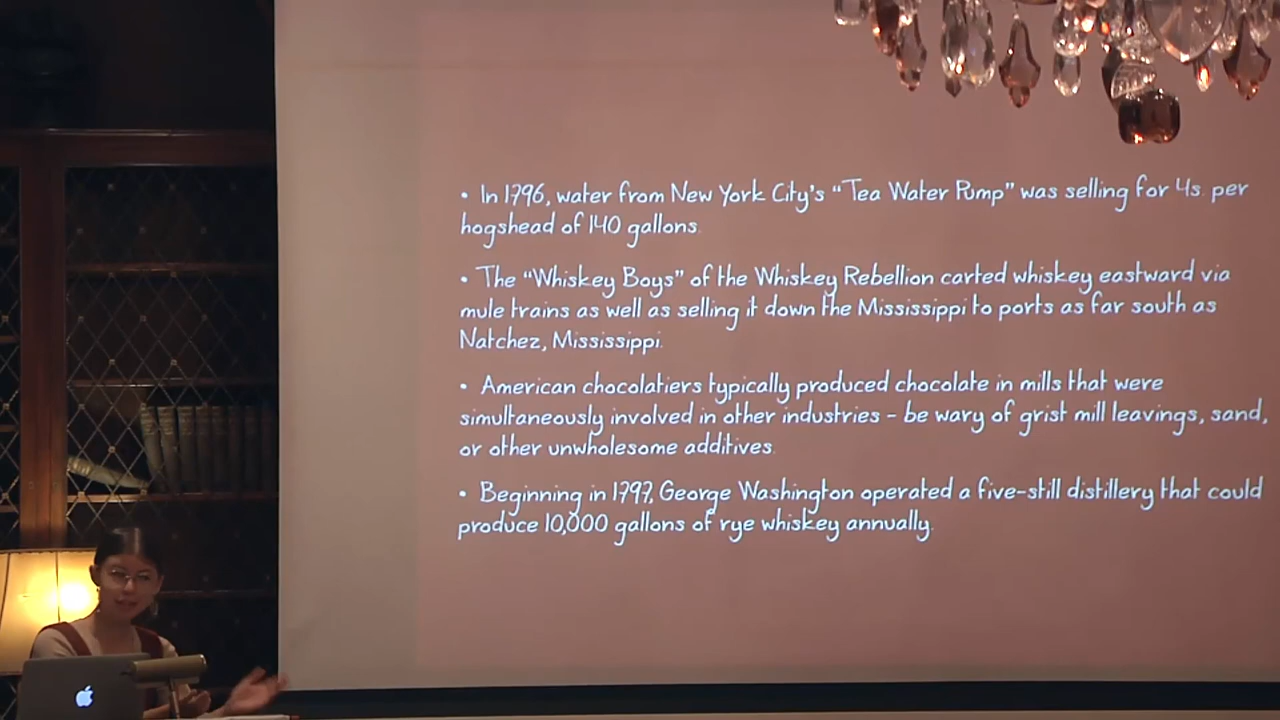 • In 1796, water from New York City's "Tea Water Pump" was selling for 4s. per
hogshead of 140 gallons.
• The "Whiskey Boys" of the Whiskey Rebellion carted whiskey eastward via
mule trains as well as selling it down the Mississippi to ports as far south as
Natchez, Mississippi.
• American chocolatiers typically produced chocolate in mills that were
simultaneously involved in other industries – be wary of grist mill leavings, sand,
or other unwholesome additives.
• Beginning in 1797, George Washington operated a five-still distillery that could
produce 10,000 gallons of rye whiskey annually.